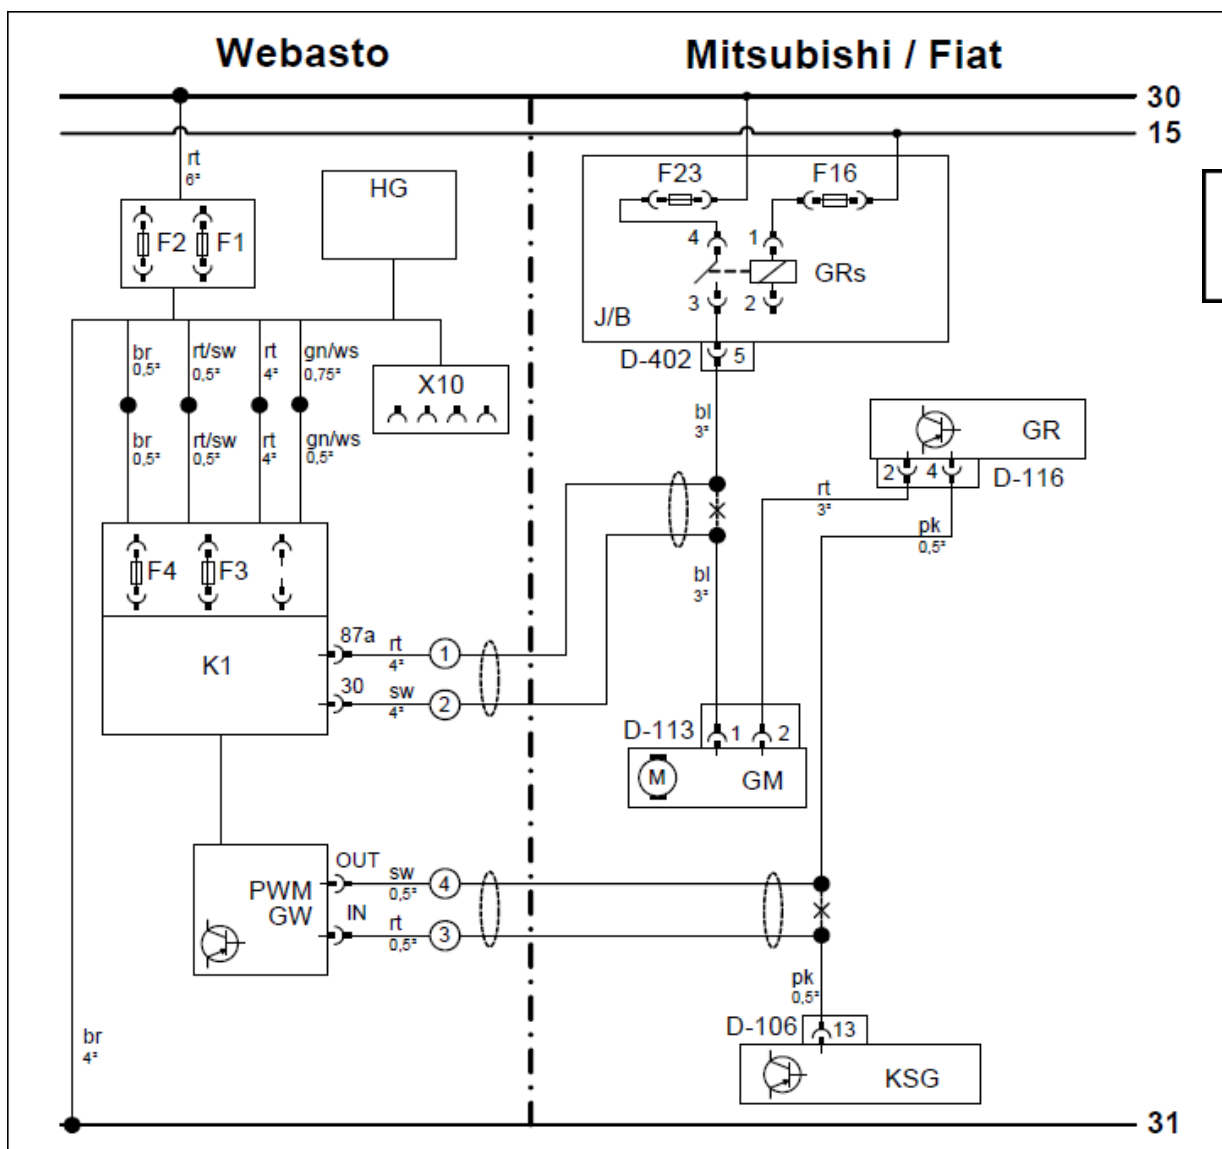 Webasto
Mitsubishi / Fiat
30
15
rt
6²
F2
F1
HG
F23
F16
4
1
GRs
3
2
J/B
D-402
5
br
0,5²
rt/sw
0,5²
rt
4²
gn/ws
0,75²
X10
br
0,5²
rt/sw
0,5²
rt
4²
gn/ws
0,5²
bl
3²
GR
2
4
D-116
rt
3²
pk
0,5²
F4
F3
bl
3²
K1
87a
rt
4²
1
30
sw
4²
2
D-113
1
2
M
GM
OUT
sw
0,5²
4
PWM
GW
IN
rt
0,5²
3
pk
0,5²
D-106
13
KSG
br
4²
31